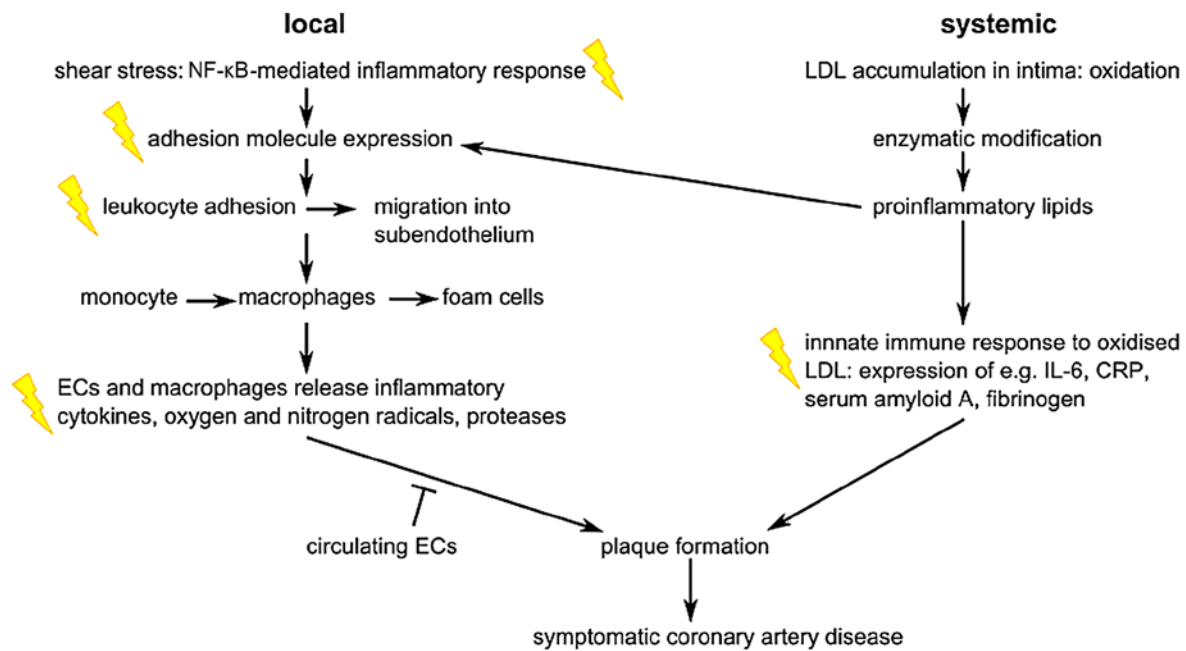 local
systemic
shear stress: NF-κB-mediated inflammatory response
LDL accumulation in intima: oxidation
adhesion molecule expression
enzymatic modification
leukocyte adhesion
migration into
subendothelium
proinflammatory lipids
monocyte
macrophages
foam cells
innnate immune response to oxidised
LDL: expression of e.g. IL-6, CRP,
serum amyloid A, fibrinogen
ECs and macrophages release inflammatory
cytokines, oxygen and nitrogen radicals, proteases
circulating ECs
plaque formation
symptomatic coronary artery disease